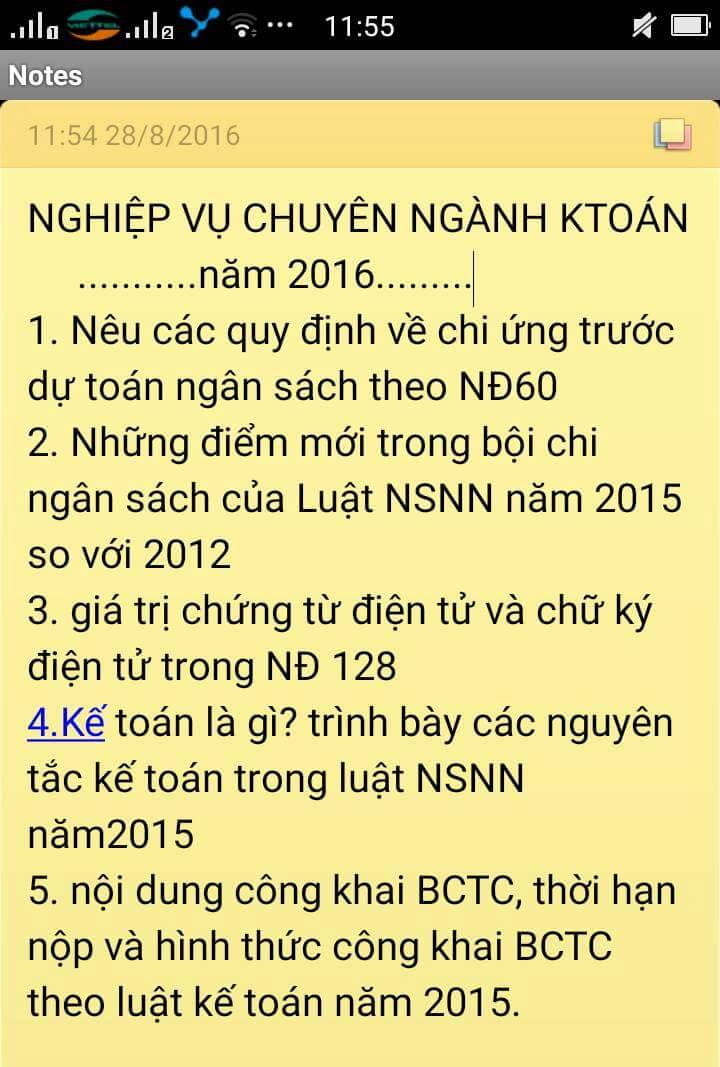 1 VIETTEL 2 11:55
Notes
11:54 28/8/2016
NGHIỆP VỤ CHUYÊN NGÀNH KTOÁN
...........năm 2016.........
1. Nêu các quy định về chi ứng trước
dự toán ngân sách theo NĐ60
2. Những điểm mới trong bội chi
ngân sách của Luật NSNN năm 2015
so với 2012
3. giá trị chứng từ điện tử và chữ ký
điện tử trong NĐ 128
4.Kế toán là gì? trình bày các nguyên
tắc kế toán trong luật NSNN
năm2015
5. nội dung công khai BCTC, thời hạn
nộp và hình thức công khai BCTC
theo luật kế toán năm 2015.